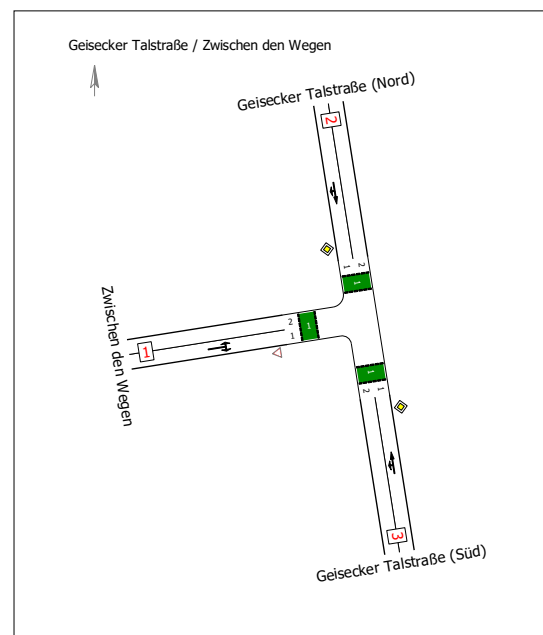 Geisecker Talstraße / Zwischen den Wegen
Geisecker Talstraße (Nord)
2
1 2
1
Zwischen den Wegen
1
2
1
1
1
2 1
3
Geisecker Talstraße (Süd)